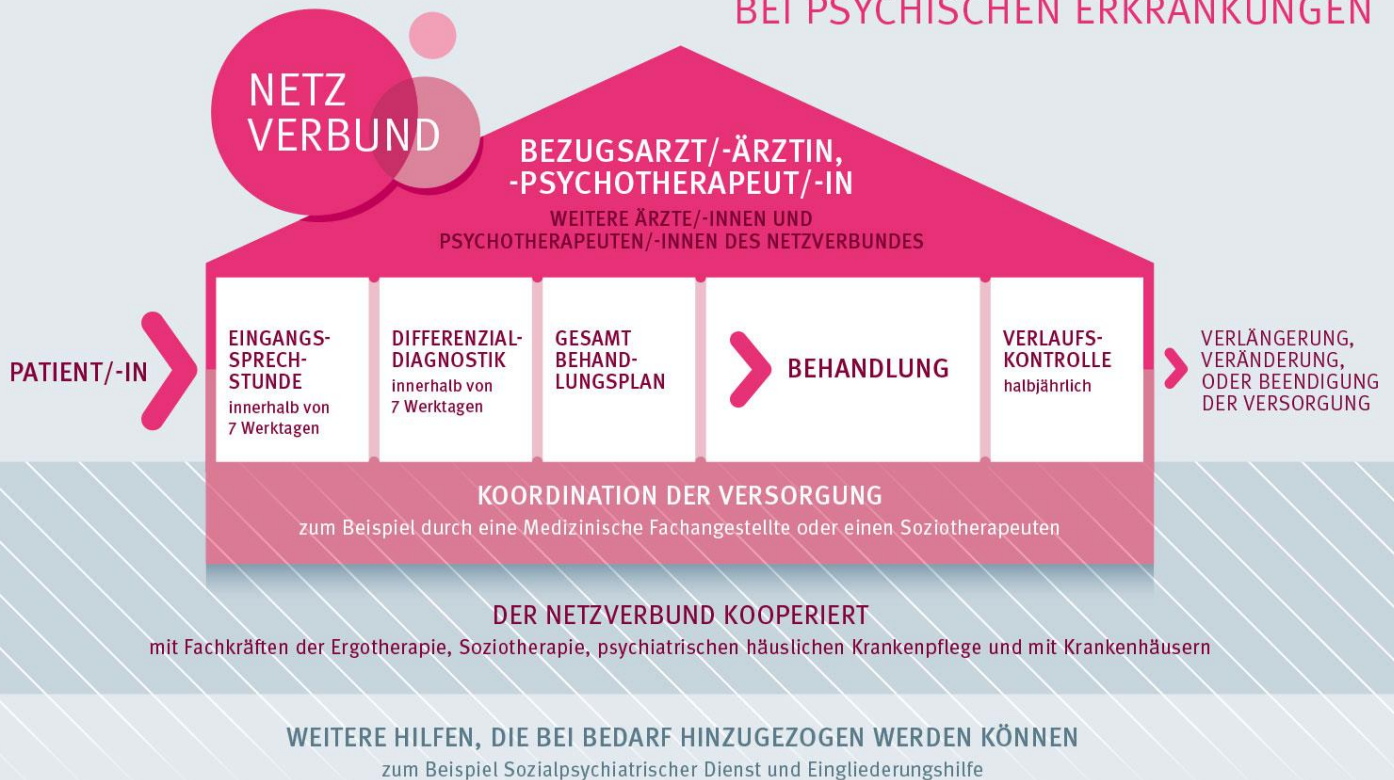 BEI PSYCHISCHEN ERKRANKUNGEN
NETZ
VERBUND
BEZUGSARZT/-ÄRZTIN,
-PSYCHOTHERAPEUT/-IN
WEITERE ÄRZTE/-INNEN UND
PSYCHOTHERAPEUTEN/-INNEN DES NETZVERBUNDES
PATIENT/-IN
EINGANGS-
SPRECH-
STUNDE
innerhalb von
7 Werktagen
DIFFERENZIAL-
DIAGNOSTIK
innerhalb von
7 Werktagen
GESAMT
BEHAND-
LUNGSPLAN
BEHANDLUNG
VERLAUFS-
KONTROLLE
halbjährlich
VERLÄNGERUNG,
VERÄNDERUNG,
ODER BEENDIGUNG
DER VERSORGUNG
KOORDINATION DER VERSORGUNG
zum Beispiel durch eine Medizinische Fachangestellte oder einen Soziotherapeuten
DER NETZVERBUND KOOPERIERT
mit Fachkräften der Ergotherapie, Soziotherapie, psychiatrischen häuslichen Krankenpflege und mit Krankenhäusern
WEITERE HILFEN, DIE BEI BEDARF HINZUGEZOGEN WERDEN KÖNNEN
zum Beispiel Sozialpsychiatrischer Dienst und Eingliederungshilfe